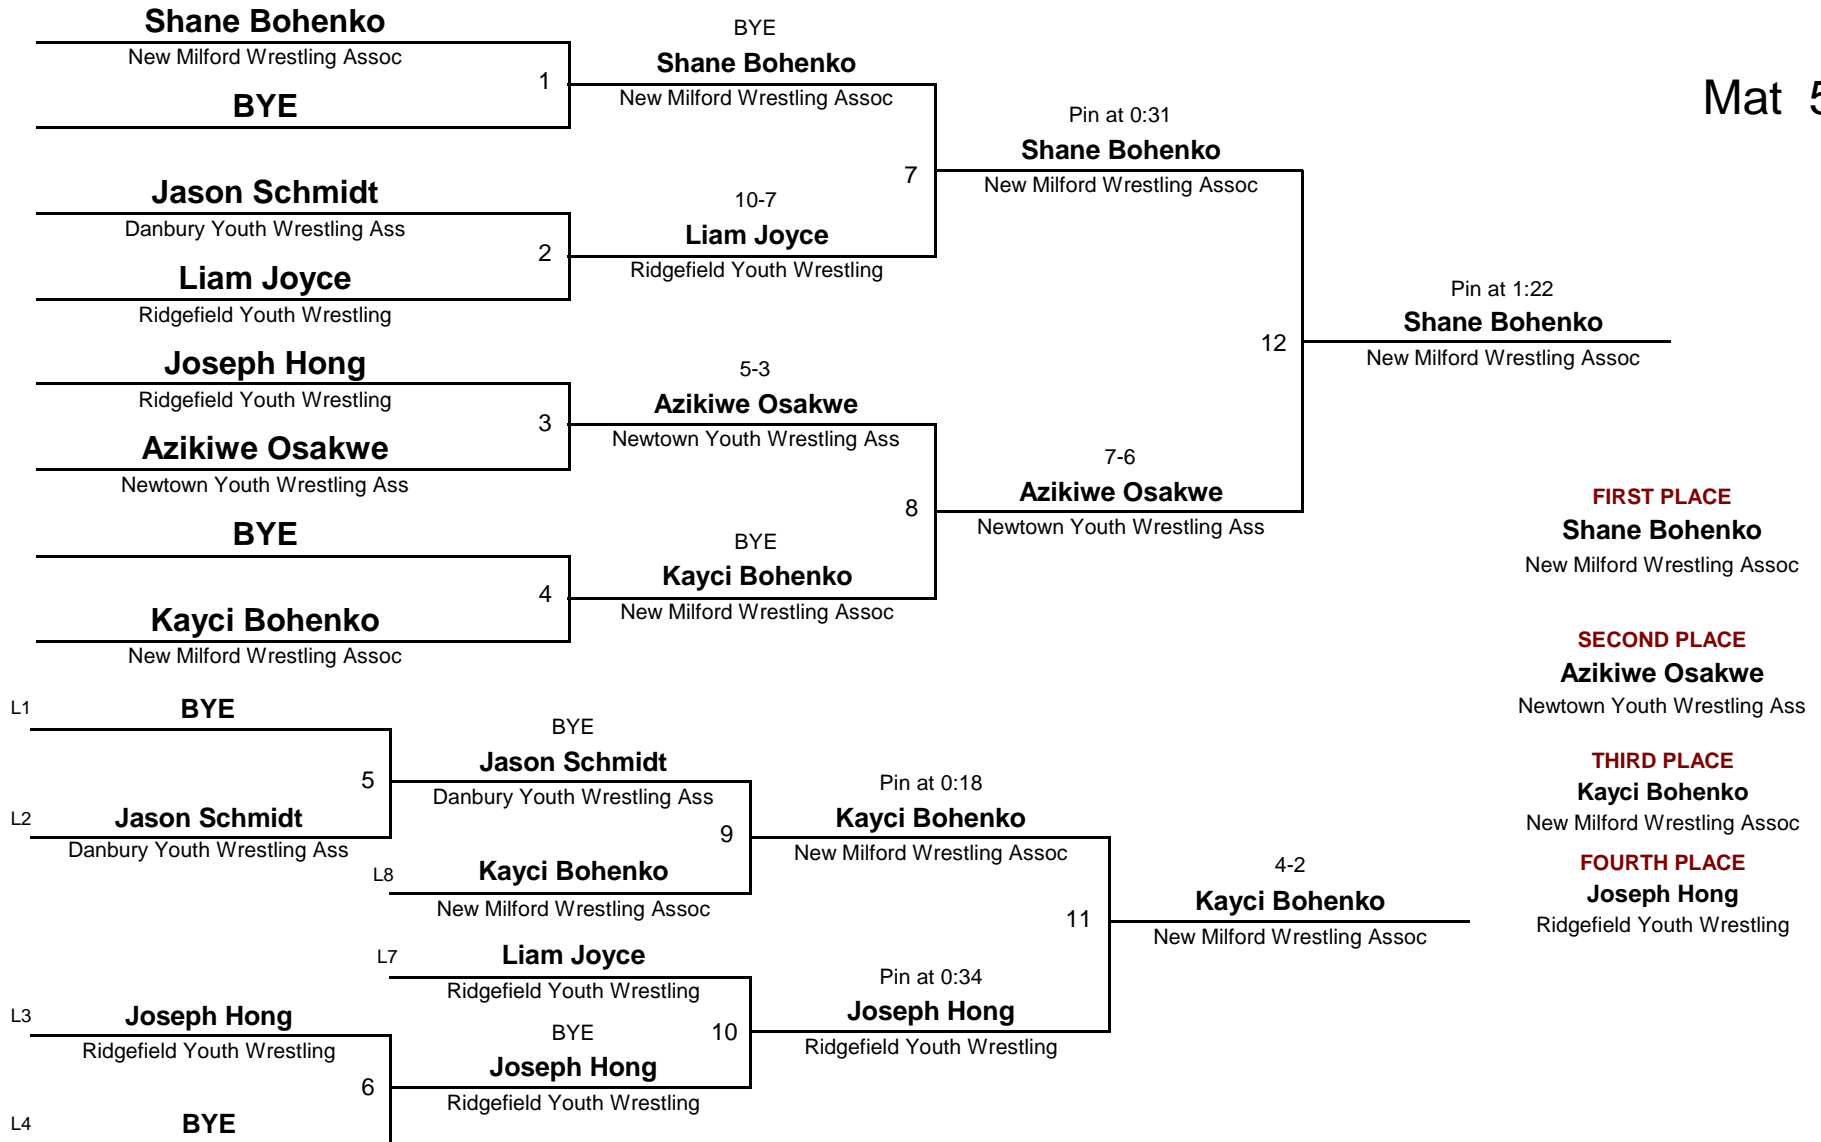 Shane Bohenko
New Milford Wrestling Assoc
1
BYE
BYE
Shane Bohenko
New Milford Wrestling Assoc
Mat 5
Jason Schmidt
Danbury Youth Wrestling Ass
2
Liam Joyce
Ridgefield Youth Wrestling
10-7
Liam Joyce
Ridgefield Youth Wrestling
7
Pin at 0:31
Shane Bohenko
New Milford Wrestling Assoc
Joseph Hong
Ridgefield Youth Wrestling
3
Azikiwe Osakwe
Newtown Youth Wrestling Ass
5-3
Azikiwe Osakwe
Newtown Youth Wrestling Ass
BYE
4
Kayci Bohenko
New Milford Wrestling Assoc
BYE
Kayci Bohenko
New Milford Wrestling Assoc
8
7-6
Azikiwe Osakwe
Newtown Youth Wrestling Ass
12
Pin at 1:22
Shane Bohenko
New Milford Wrestling Assoc
FIRST PLACE
Shane Bohenko
New Milford Wrestling Assoc
SECOND PLACE
Azikiwe Osakwe
Newtown Youth Wrestling Ass
THIRD PLACE
Kayci Bohenko
New Milford Wrestling Assoc
FOURTH PLACE
Joseph Hong
Ridgefield Youth Wrestling
L1
BYE
5
L2
Jason Schmidt
Danbury Youth Wrestling Ass
BYE
Jason Schmidt
Danbury Youth Wrestling Ass
9
L8
Kayci Bohenko
New Milford Wrestling Assoc
Pin at 0:18
Kayci Bohenko
New Milford Wrestling Assoc
L7
Liam Joyce
Ridgefield Youth Wrestling
10
L3
Joseph Hong
Ridgefield Youth Wrestling
6
L4
BYE
BYE
Joseph Hong
Ridgefield Youth Wrestling
Pin at 0:34
Joseph Hong
Ridgefield Youth Wrestling
11
4-2
Kayci Bohenko
New Milford Wrestling Assoc